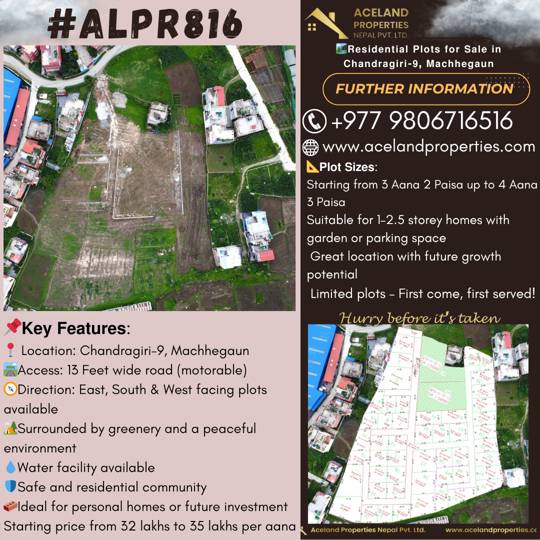 #ALPR816
ACELAND
PROPERTIES
NEPAL PVT. LTD.
Residential Plots for Sale in
Chandragiri-9, Machhegaun
FURTHER INFORMATION
+977 9806716516
www.acelandproperties.com
Plot Sizes:
Starting from 3 Aana 2 Paisa up to 4 Aana
3 Paisa
Suitable for 1-2.5 storey homes with
garden or parking space
Great location with future growth
potential
Limited plots – First come, first served!
Hurry before it's taken
Key Features:
Location: Chandragiri-9, Machhegaun
Access: 13 Feet wide road (motorable)
Direction: East, South & West facing plots
available
Surrounded by greenery and a peaceful
environment
Water facility available
Safe and residential community
Ideal for personal homes or future investment
Starting price from 32 lakhs to 35 lakhs per aana
Aceland Properties Nepal Pvt. Ltd.
www.acelandproperties.co